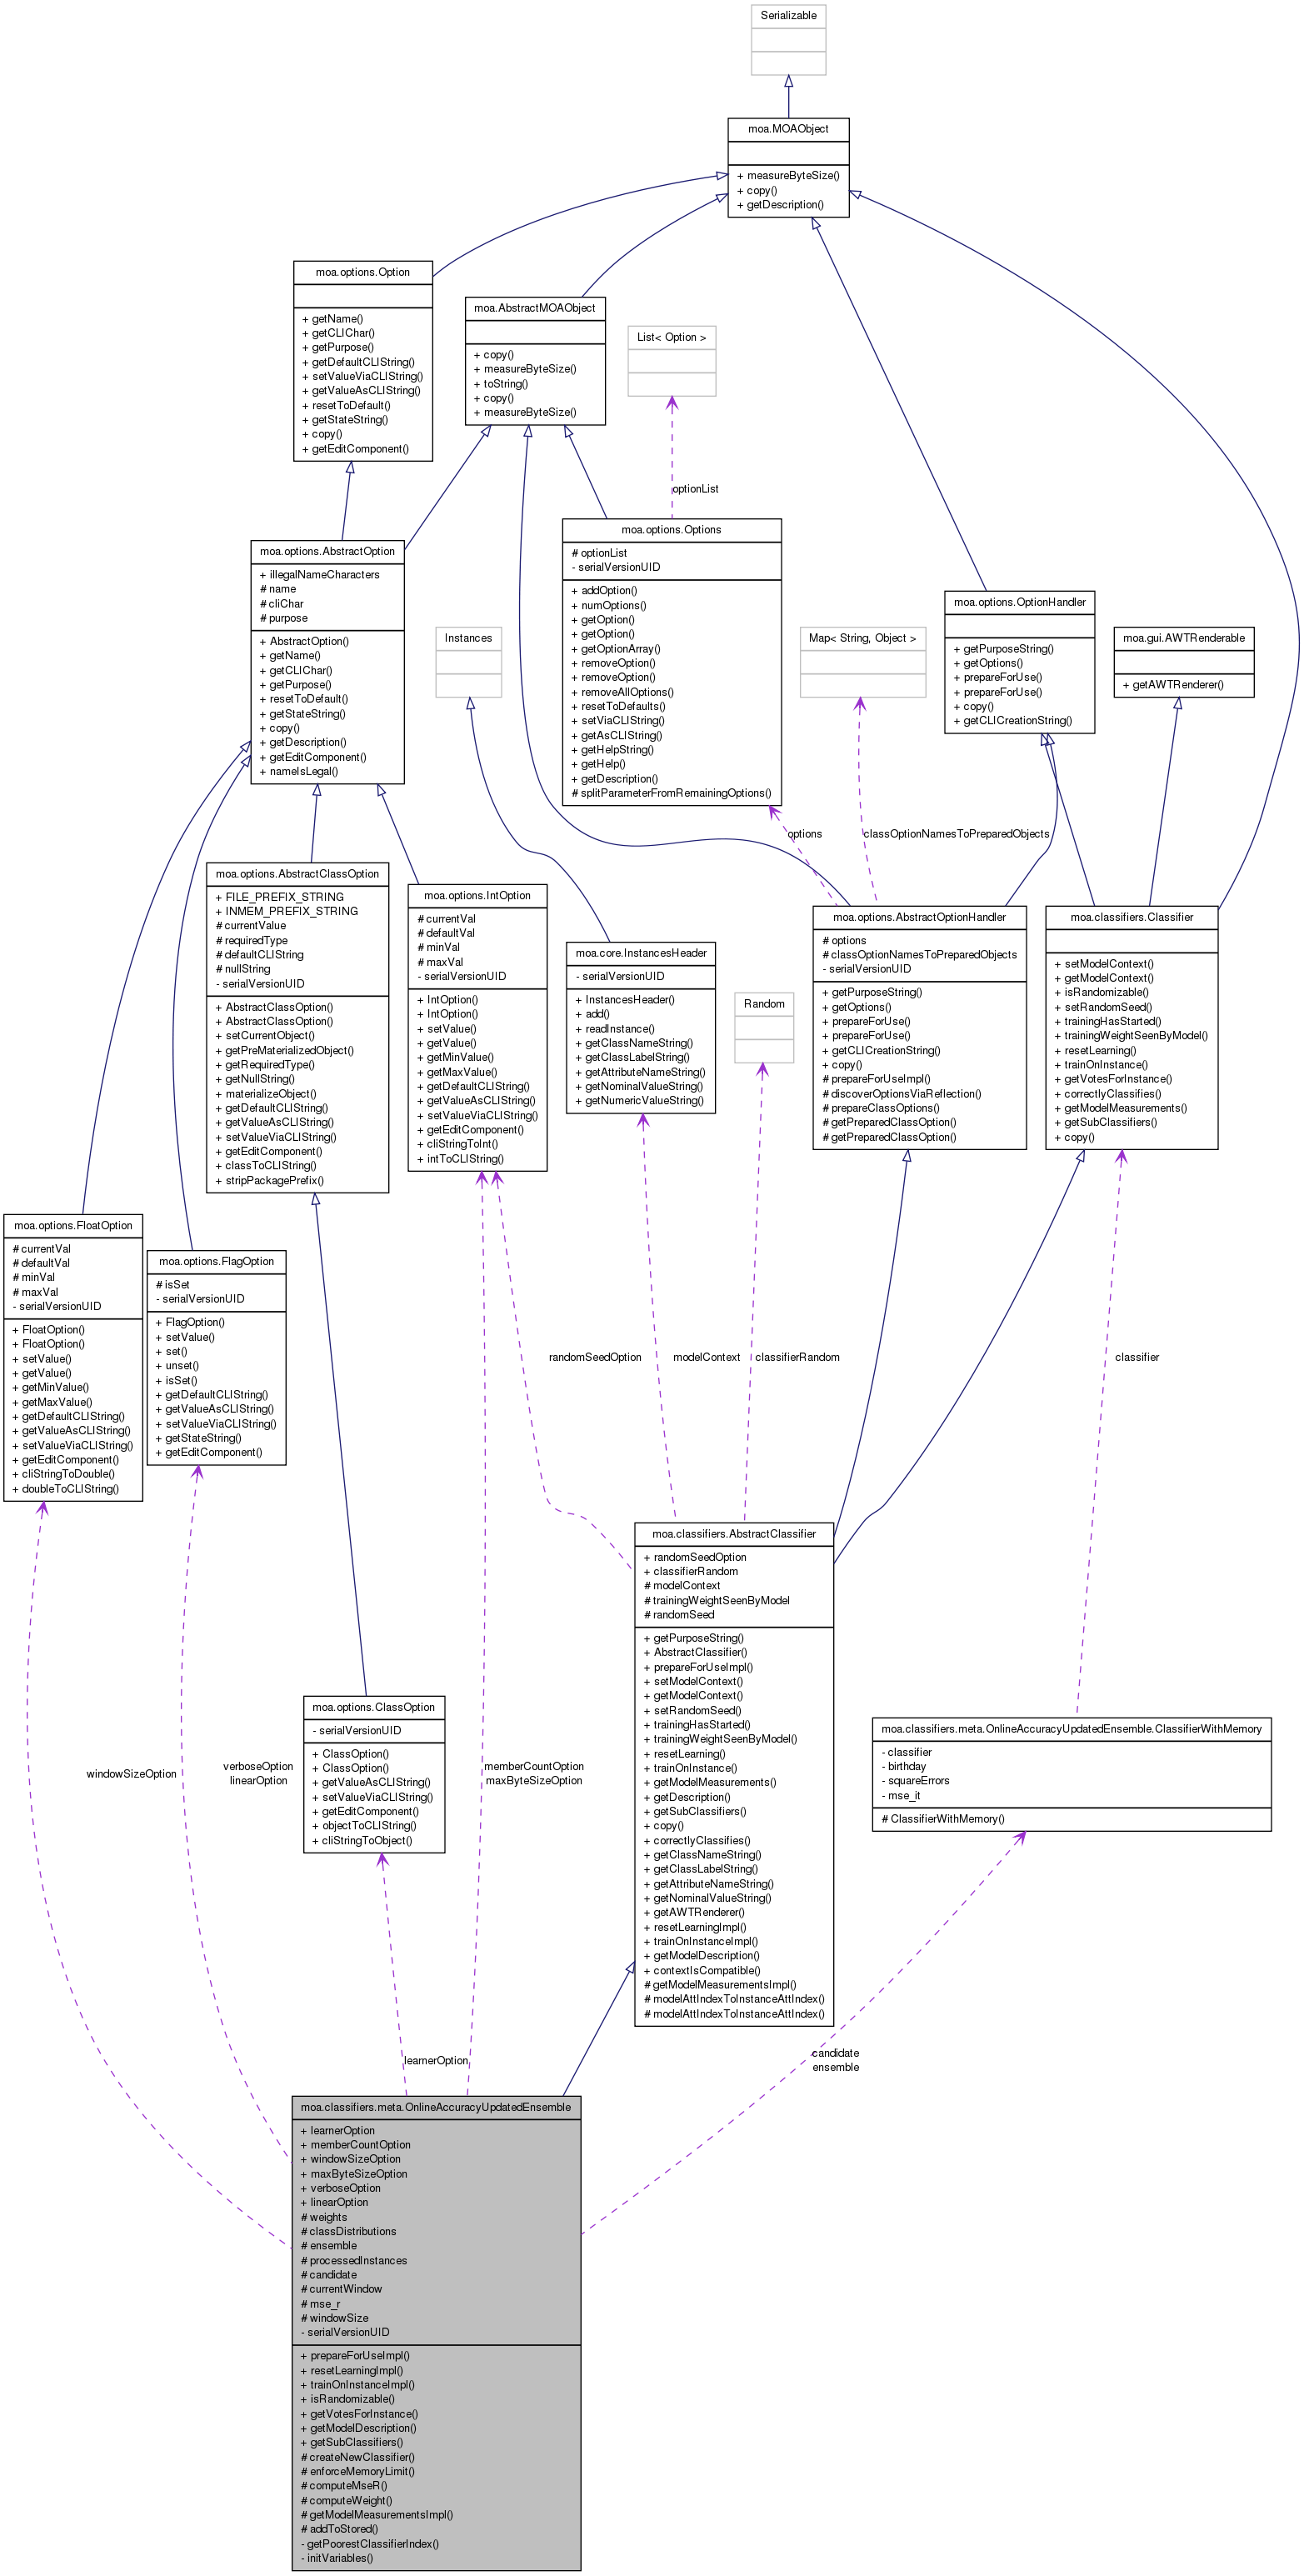 Serializable
moa.MOAObject
+ measureByteSize()
+ copy()
+ getDescription()
moa.options.Option
+ getName()
+ getCLIChar()
+ getPurpose()
+ getDefaultCLIString()
+ setValueViaCLIString()
+ getValueAsCLIString()
+ resetToDefault()
+ getStateString()
+ copy()
+ getEditComponent()
moa.AbstractMOAObject
+ copy()
+ measureByteSize()
+ toString()
+ copy()
+ measureByteSize()
List< Option >
optionList
moa.options.AbstractOption
+ illegalNameCharacters
# name
# cliChar
# purpose
+ AbstractOption()
+ getName()
+ getCLIChar()
+ getPurpose()
+ resetToDefault()
+ getStateString()
+ copy()
+ getDescription()
+ getEditComponent()
+ nameIsLegal()
Instances
moa.options.Options
# optionList
- serialVersionUID
+ addOption()
+ numOptions()
+ getOption()
+ getOption()
+ getOptionArray()
+ removeOption()
+ removeOption()
+ removeAllOptions()
+ resetToDefaults()
+ setViaCLIString()
+ getAsCLIString()
+ getHelpString()
+ getHelp()
+ getDescription()
# splitParameterFromRemainingOptions()
Map< String, Object >
moa.options.OptionHandler
+ getPurposeString()
+ getOptions()
+ prepareForUse()
+ prepareForUse()
+ copy()
+ getCLICreationString()
moa.gui.AWTRenderable
+ getAWTRenderer()
options
classOptionNamesToPreparedObjects
moa.options.AbstractClassOption
+ FILE_PREFIX_STRING
+ INMEM_PREFIX_STRING
# currentValue
# requiredType
# defaultCLIString
# nullString
- serialVersionUID
+ AbstractClassOption()
+ AbstractClassOption()
+ setCurrentObject()
+ getPreMaterializedObject()
+ getRequiredType()
+ getNullString()
+ materializeObject()
+ getDefaultCLIString()
+ getValueAsCLIString()
+ setValueViaCLIString()
+ getEditComponent()
+ classToCLIString()
+ stripPackagePrefix()
moa.options.IntOption
# currentVal
# defaultVal
# minVal
# maxVal
- serialVersionUID
+ IntOption()
+ IntOption()
+ setValue()
+ getValue()
+ getMinValue()
+ getMaxValue()
+ getDefaultCLIString()
+ getValueAsCLIString()
+ setValueViaCLIString()
+ getEditComponent()
+ cliStringToInt()
+ intToCLIString()
moa.core.InstancesHeader
- serialVersionUID
+ InstancesHeader()
+ add()
+ readInstance()
+ getClassNameString()
+ getClassLabelString()
+ getAttributeNameString()
+ getNominalValueString()
+ getNumericValueString()
Random
moa.options.AbstractOptionHandler
# options
# classOptionNamesToPreparedObjects
- serialVersionUID
+ getPurposeString()
+ getOptions()
+ prepareForUse()
+ prepareForUse()
+ getCLICreationString()
+ copy()
# prepareForUseImpl()
# discoverOptionsViaReflection()
# prepareClassOptions()
# getPreparedClassOption()
# getPreparedClassOption()
moa.classifiers.Classifier
+ setModelContext()
+ getModelContext()
+ isRandomizable()
+ setRandomSeed()
+ trainingHasStarted()
+ trainingWeightSeenByModel()
+ resetLearning()
+ trainOnInstance()
+ getVotesForInstance()
+ correctlyClassifies()
+ getModelMeasurements()
+ getSubClassifiers()
+ copy()
moa.options.FloatOption
# currentVal
# defaultVal
# minVal
# maxVal
- serialVersionUID
+ FloatOption()
+ FloatOption()
+ setValue()
+ getValue()
+ getMinValue()
+ getMaxValue()
+ getDefaultCLIString()
+ getValueAsCLIString()
+ setValueViaCLIString()
+ getEditComponent()
+ cliStringToDouble()
+ doubleToCLIString()
moa.options.FlagOption
# isSet
- serialVersionUID
+ FlagOption()
+ setValue()
+ set()
+ unset()
+ isSet()
+ getDefaultCLIString()
+ getValueAsCLIString()
+ setValueViaCLIString()
+ getStateString()
+ getEditComponent()
randomSeedOption
modelContext
classifierRandom
classifier
moa.classifiers.AbstractClassifier
+ randomSeedOption
+ classifierRandom
# modelContext
# trainingWeightSeenByModel
# randomSeed
+ getPurposeString()
+ AbstractClassifier()
+ prepareForUseImpl()
+ setModelContext()
+ getModelContext()
+ setRandomSeed()
+ trainingHasStarted()
+ trainingWeightSeenByModel()
+ resetLearning()
+ trainOnInstance()
+ getModelMeasurements()
+ getDescription()
+ getSubClassifiers()
+ copy()
+ correctlyClassifies()
+ getClassNameString()
+ getClassLabelString()
+ getAttributeNameString()
+ getNominalValueString()
+ getAWTRenderer()
+ resetLearningImpl()
+ trainOnInstanceImpl()
+ getModelDescription()
+ contextIsCompatible()
# getModelMeasurementsImpl()
# modelAttIndexToInstanceAttIndex()
# modelAttIndexToInstanceAttIndex()
moa.options.ClassOption
- serialVersionUID
+ ClassOption()
+ ClassOption()
+ getValueAsCLIString()
+ setValueViaCLIString()
+ getEditComponent()
+ objectToCLIString()
+ cliStringToObject()
moa.classifiers.meta.OnlineAccuracyUpdatedEnsemble.ClassifierWithMemory
- classifier
- birthday
- squareErrors
- mse_it
# ClassifierWithMemory()
windowSizeOption
verboseOption
linearOption
memberCountOption
maxByteSizeOption
learnerOption
candidate
ensemble
moa.classifiers.meta.OnlineAccuracyUpdatedEnsemble
+ learnerOption
+ memberCountOption
+ windowSizeOption
+ maxByteSizeOption
+ verboseOption
+ linearOption
# weights
# classDistributions
# ensemble
# processedInstances
# candidate
# currentWindow
# mse_r
# windowSize
- serialVersionUID
+ prepareForUseImpl()
+ resetLearningImpl()
+ trainOnInstanceImpl()
+ isRandomizable()
+ getVotesForInstance()
+ getModelDescription()
+ getSubClassifiers()
# createNewClassifier()
# enforceMemoryLimit()
# computeMseR()
# computeWeight()
# getModelMeasurementsImpl()
# addToStored()
- getPoorestClassifierIndex()
- initVariables()